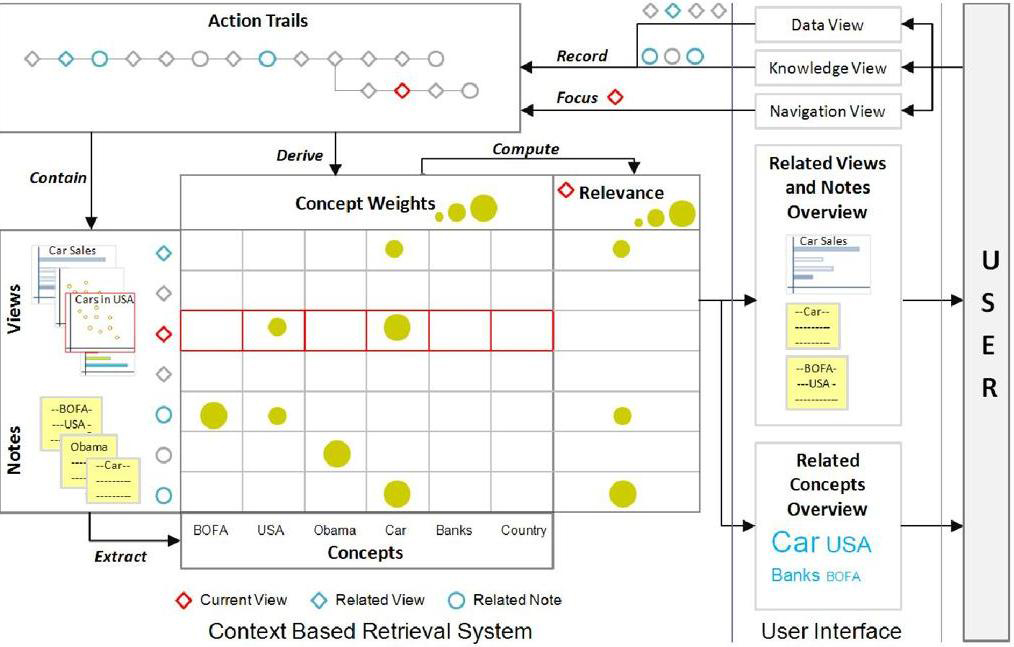 Action Trails
Record
Focus
Data View
Knowledge View
Navigation View
Contain
Derive
Compute
Concept Weights
Relevance
Related Views
and Notes
Overview
Car Sales
--Car--
---------
---------
--BOFA-
---USA -
-----------
Views
Car Sales
Cars in USA
Notes
--BOFA-
--USA -
Obama
--Car--
---------
---------
BOFA USA Obama Car Banks Country
Concepts
Extract
Related
Concepts
Overview
Car USA
Banks BOFA
U
S
E
R
Current View Related View Related Note
Context Based Retrieval System
User Interface